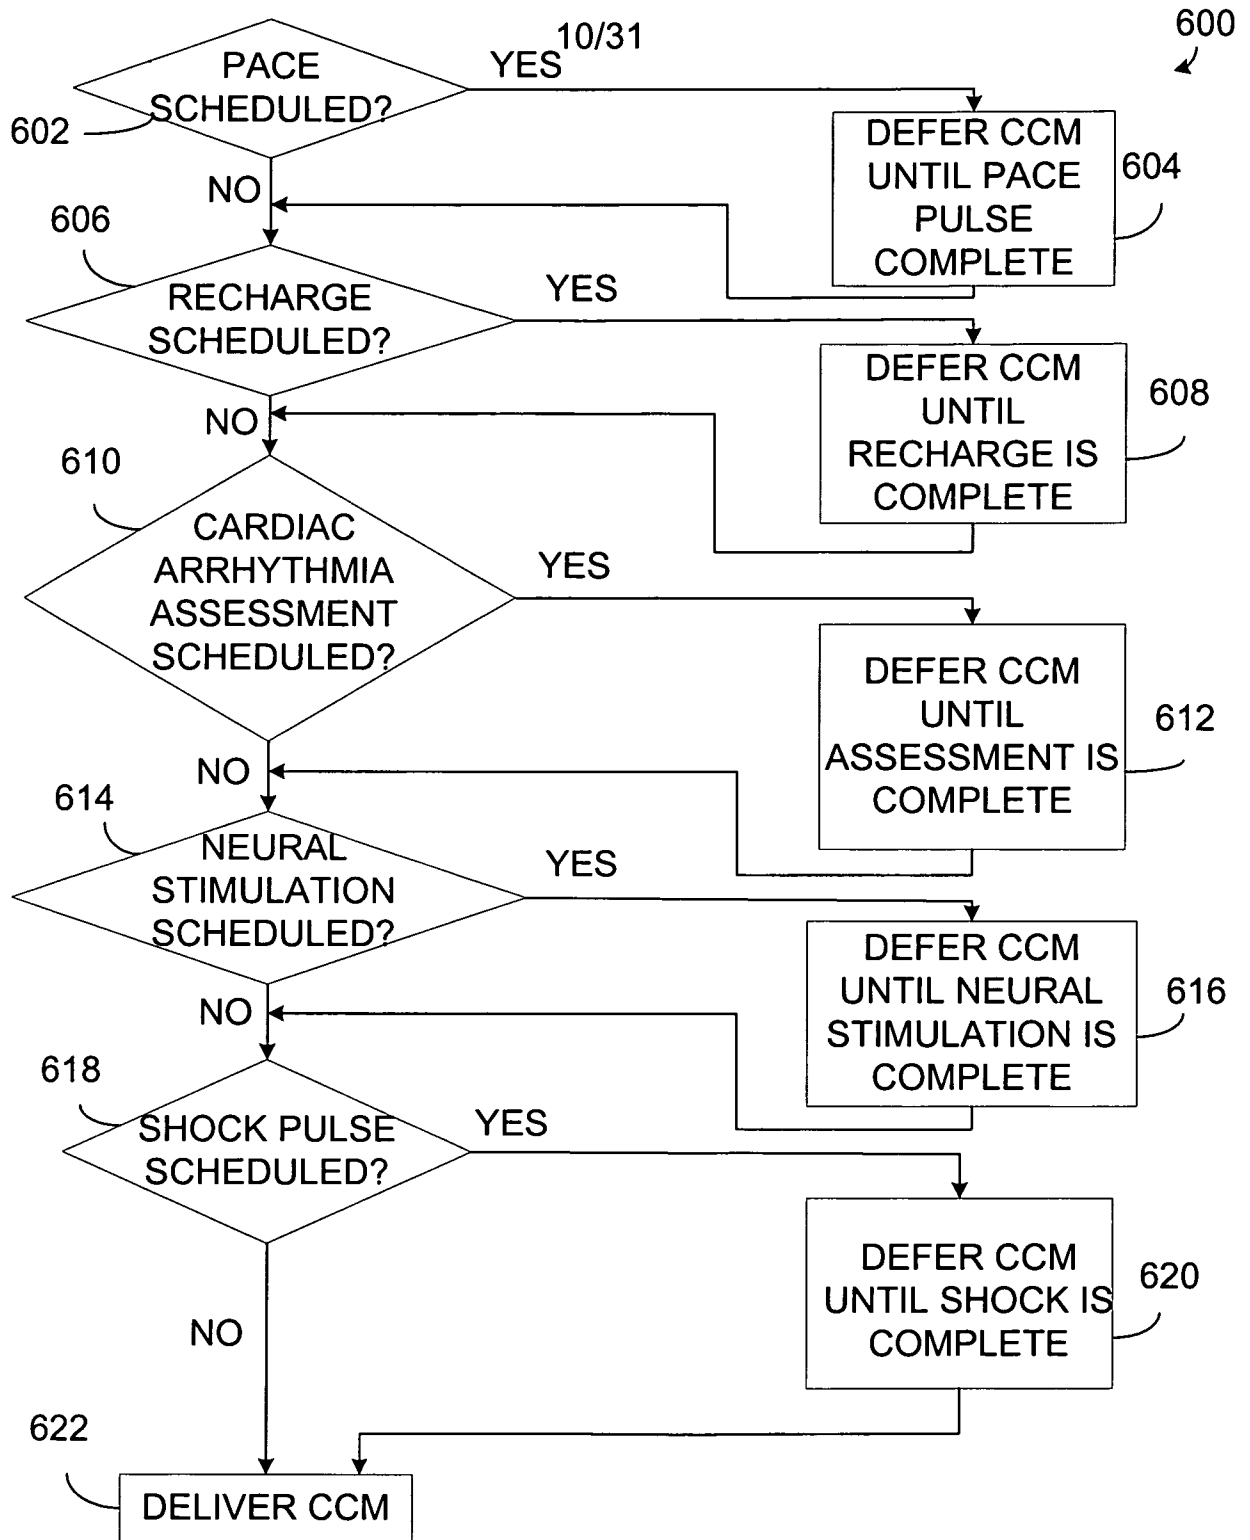 10/31
600
PACE
SCHEDULED?
YES
602
DEFER CCM
UNTIL PACE
PULSE
COMPLETE
604
NO
606
RECHARGE
SCHEDULED?
YES
DEFER CCM
UNTIL
RECHARGE IS
COMPLETE
608
NO
610
CARDIAC
ARRHYTHMIA
ASSESSMENT
SCHEDULED?
YES
DEFER CCM
UNTIL
ASSESSMENT IS
COMPLETE
612
NO
614
NEURAL
STIMULATION
SCHEDULED?
YES
DEFER CCM
UNTIL NEURAL
STIMULATION IS
COMPLETE
616
NO
618
SHOCK PULSE
SCHEDULED?
YES
DEFER CCM
UNTIL SHOCK IS
COMPLETE
620
NO
622
DELIVER CCM